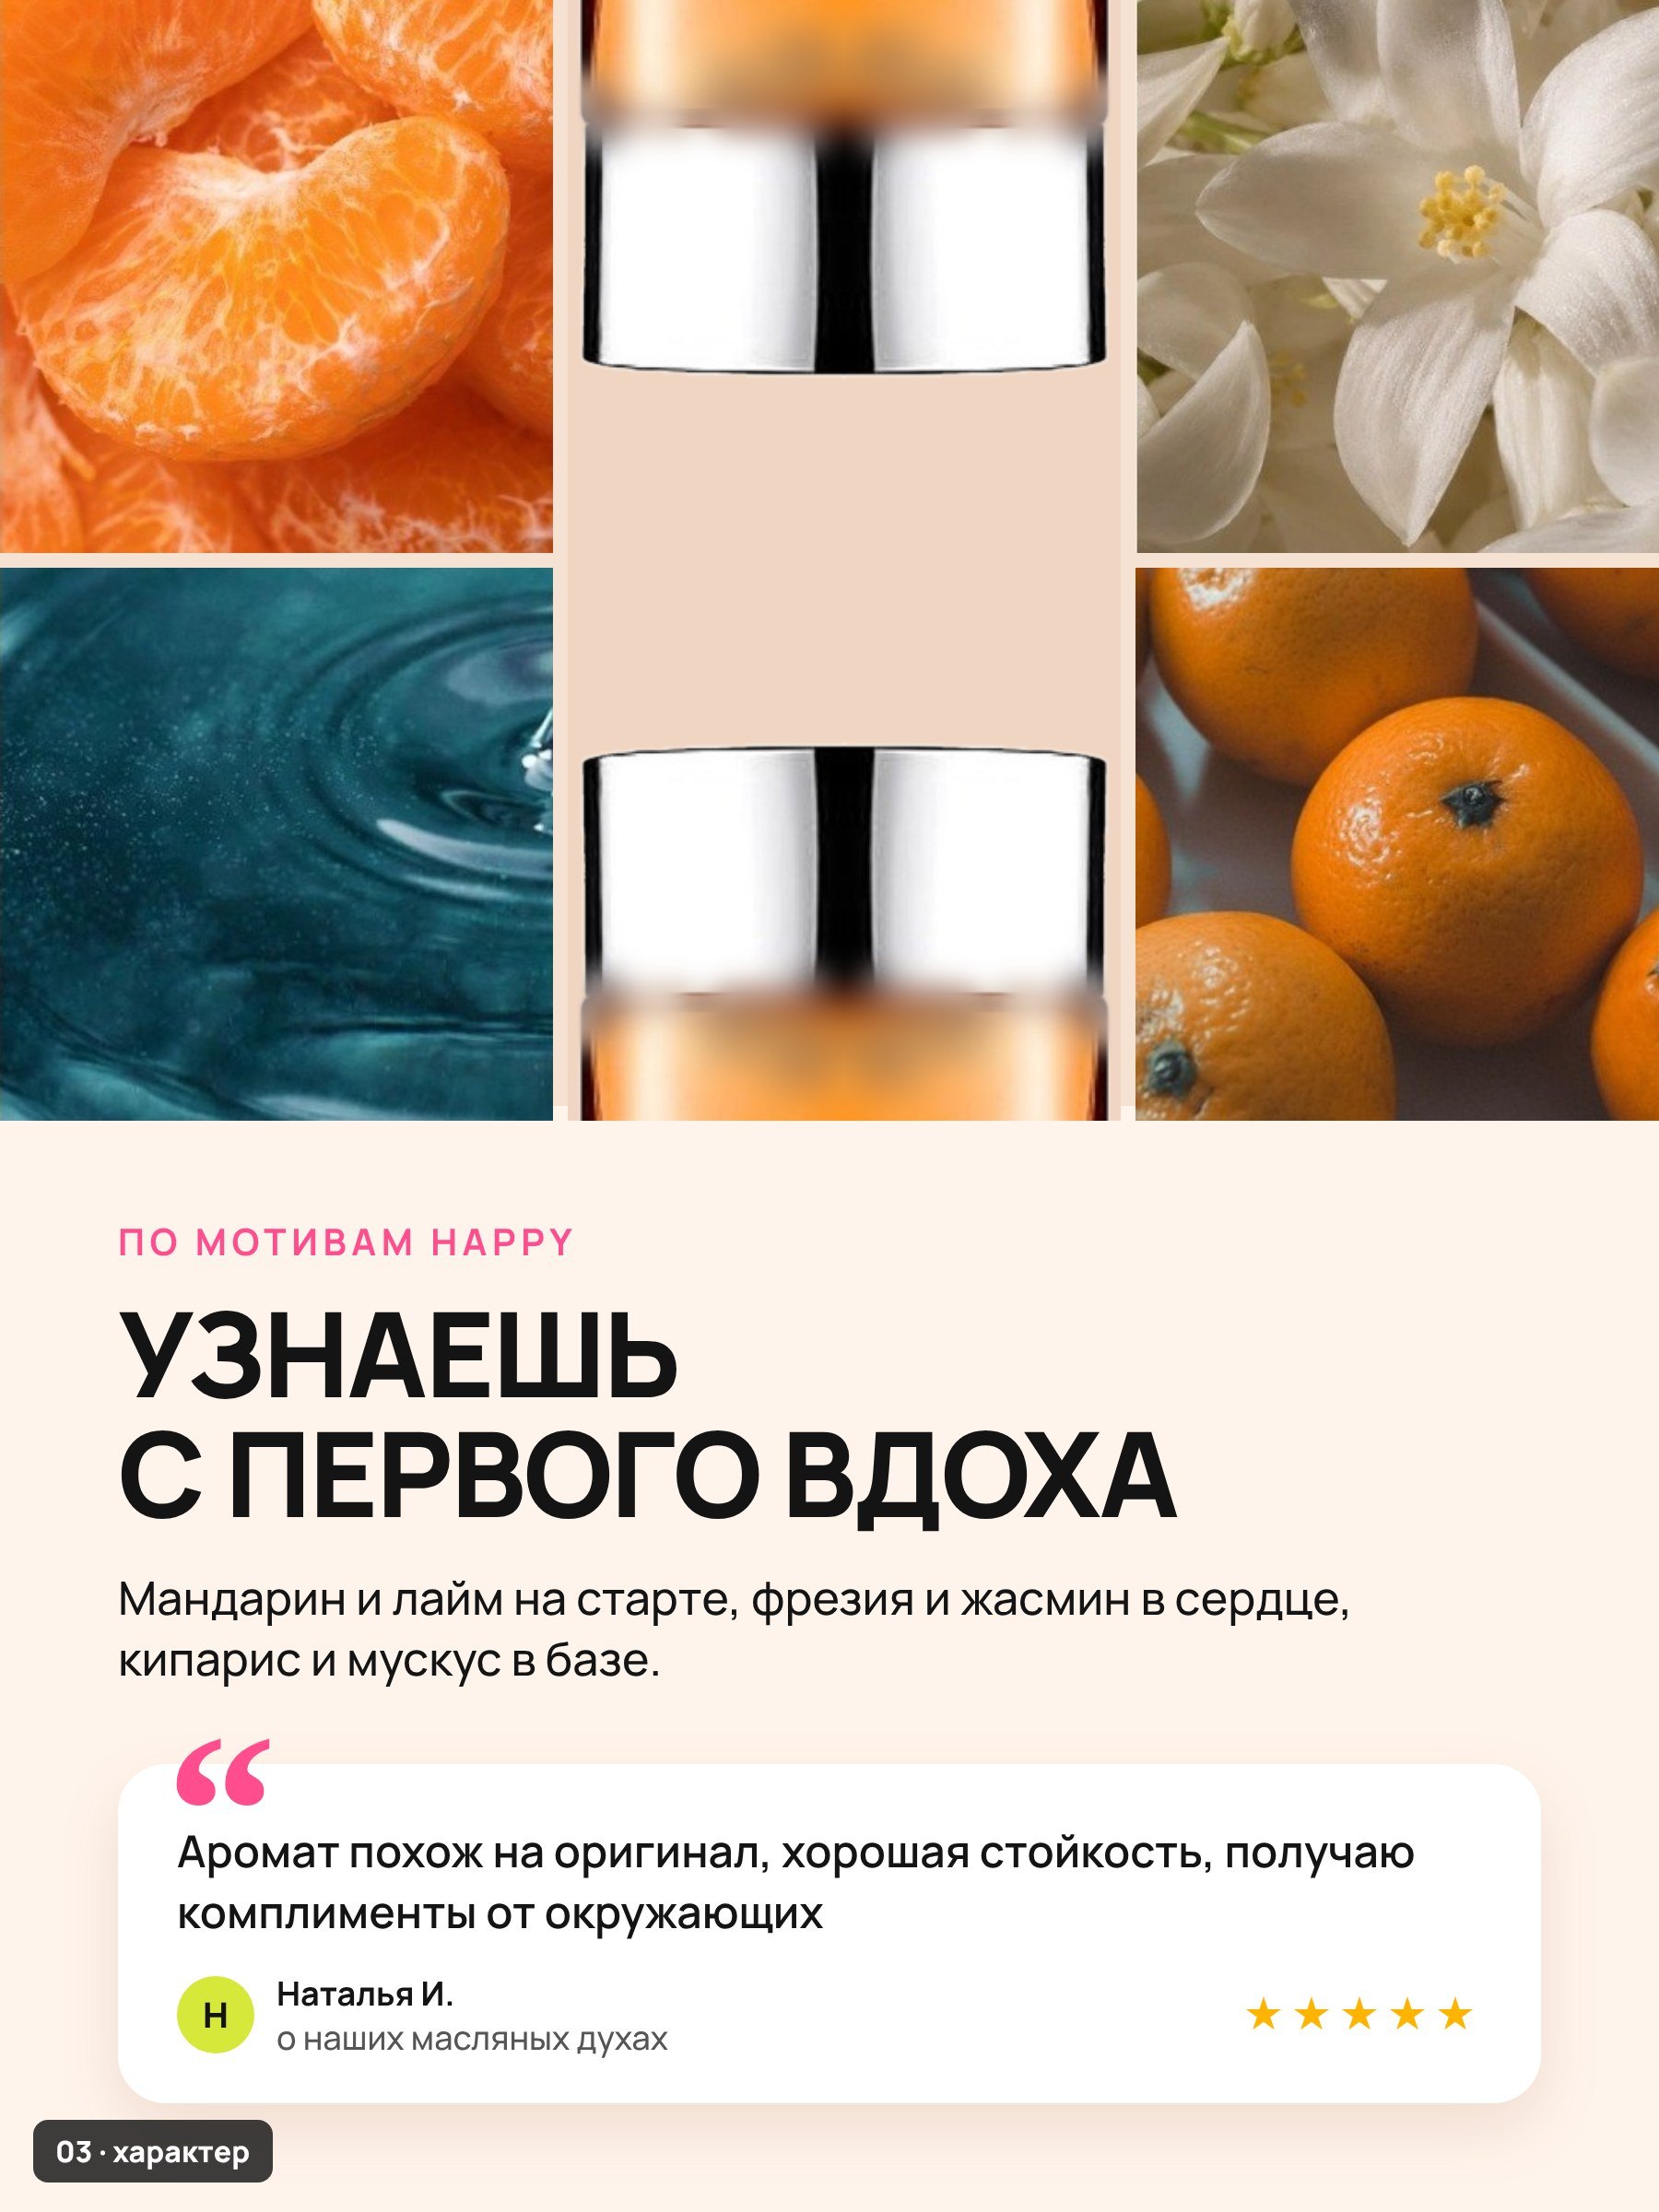 ПО МОТИВАМ HAPPY
УЗНАЕШЬ
С ПЕРВОГО ВДОХА
Мандарин и лайм на старте, фрезия и жасмин в сердце,
кипарис и мускус в базе.
“
Аромат похож на оригинал, хорошая стойкость, получаю
комплименты от окружающих
Н
Наталья И.
о наших масляных духах
★★★★★
03 · характер